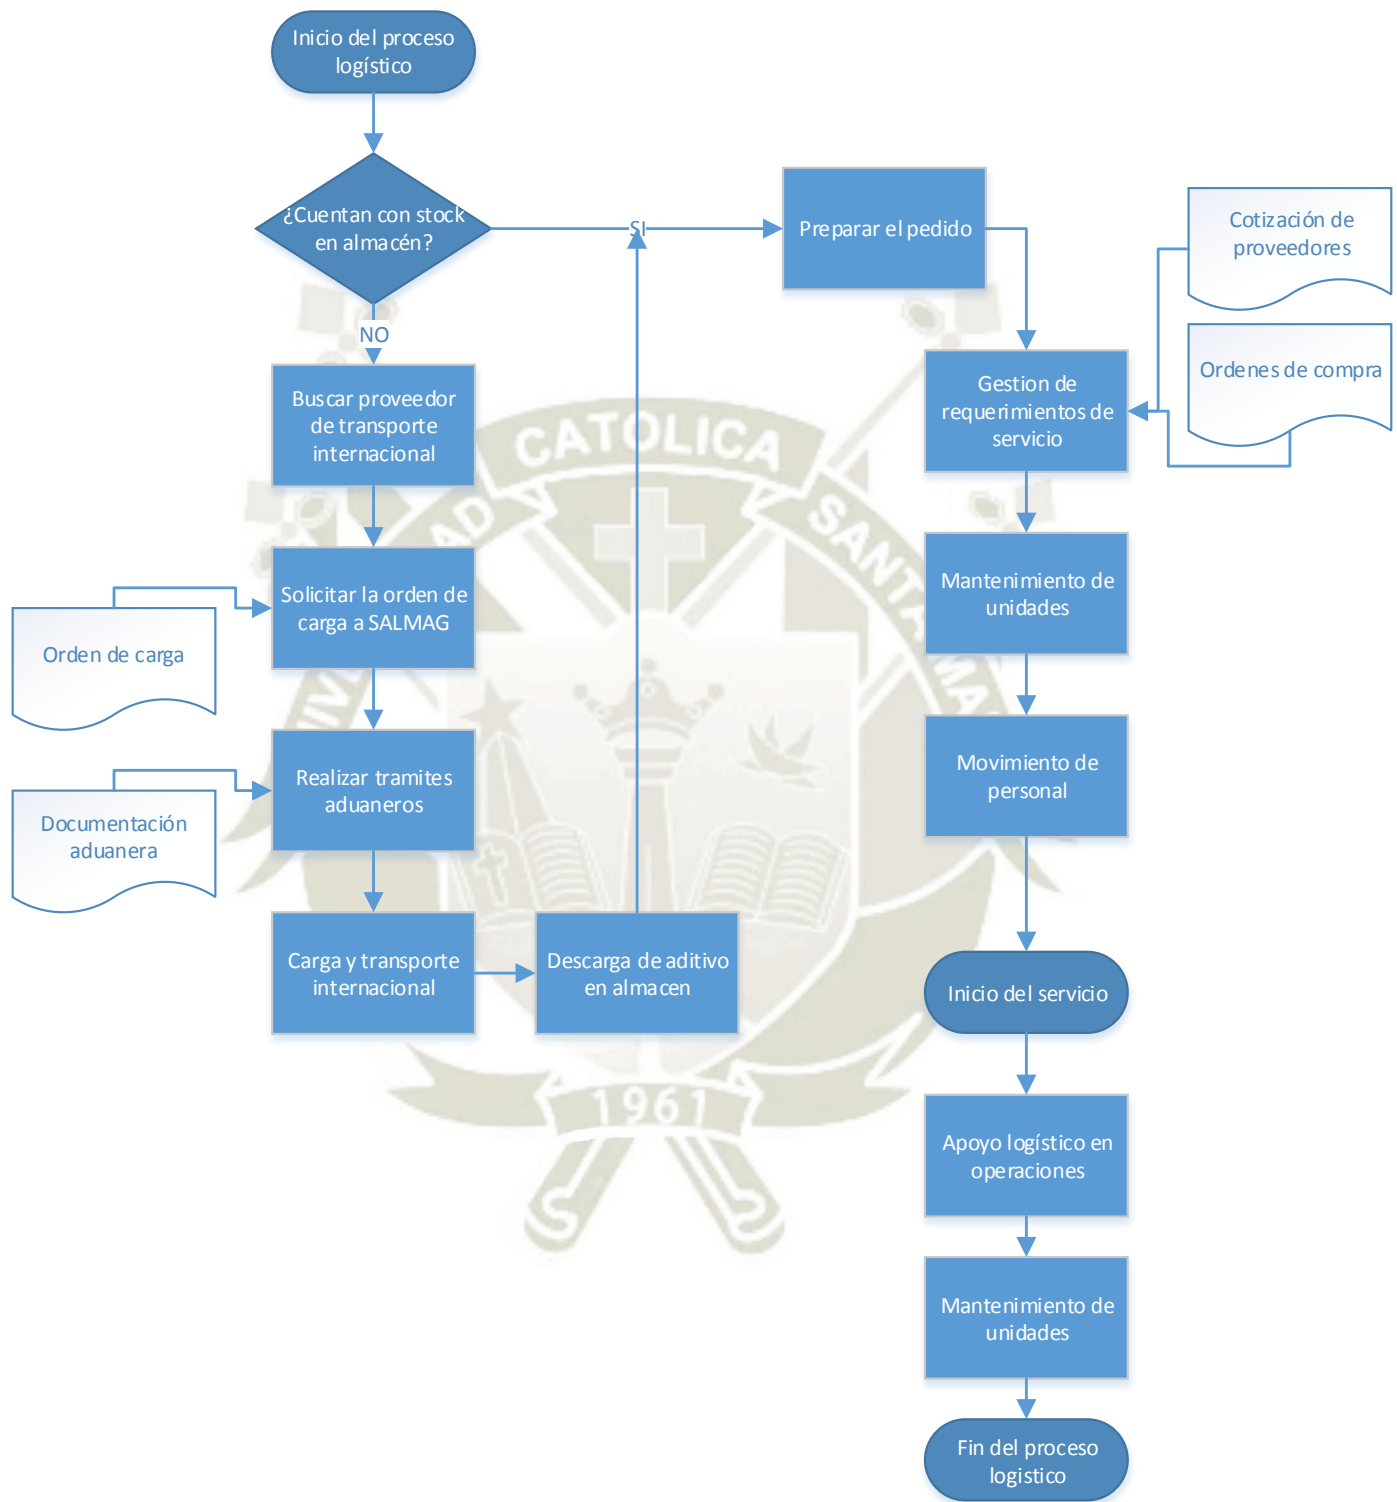 Inicio del proceso
logístico
¿Cuentan con stock
en almacén?
SI
Preparar el pedido
Cotización de
proveedores
NO
Ordenes de compra
Buscar proveedor
de transporte
internacional
Gestion de
requerimientos de
servicio
Solicitar la orden de
carga a SALMAG
Orden de carga
Mantenimiento de
unidades
Realizar tramites
aduaneros
Documentación
aduanera
Movimiento de
personal
Carga y transporte
internacional
Descarga de aditivo
en almacen
Inicio del servicio
Apoyo logístico en
operaciones
Mantenimiento de
unidades
Fin del proceso
logistico
CATOLICA
SANTA MA
1961